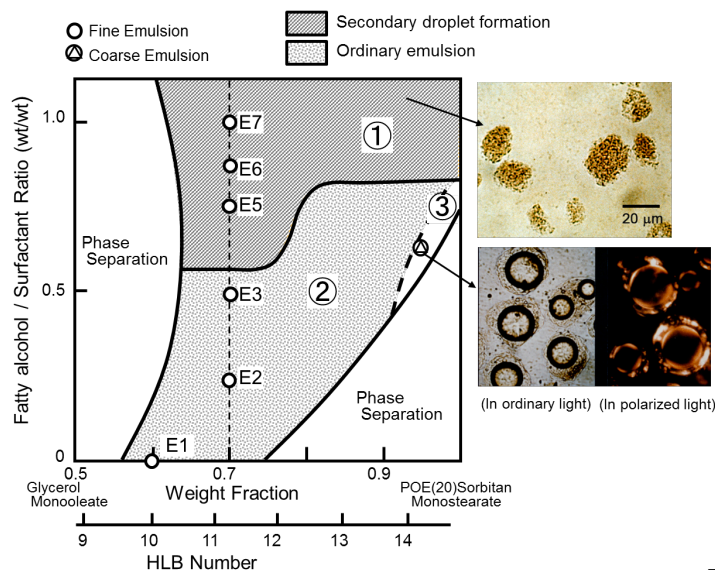 Fine Emulsion
Coarse Emulsion
Secondary droplet formation
Ordinary emulsion
Fatty alcohol / Surfactant Ratio (wt/wt)
1.0
0.5
0
E7
E6
E5
E3
E2
E1
①
②
③
Phase
Separation
Phase
Separation
20 μm
(In ordinary light)
(In polarized light)
0.5
0.7
0.9
Glycerol
Monooleate
Weight Fraction
POE(20)Sorbitan
Monostearate
9
10
11
12
13
14
HLB Number